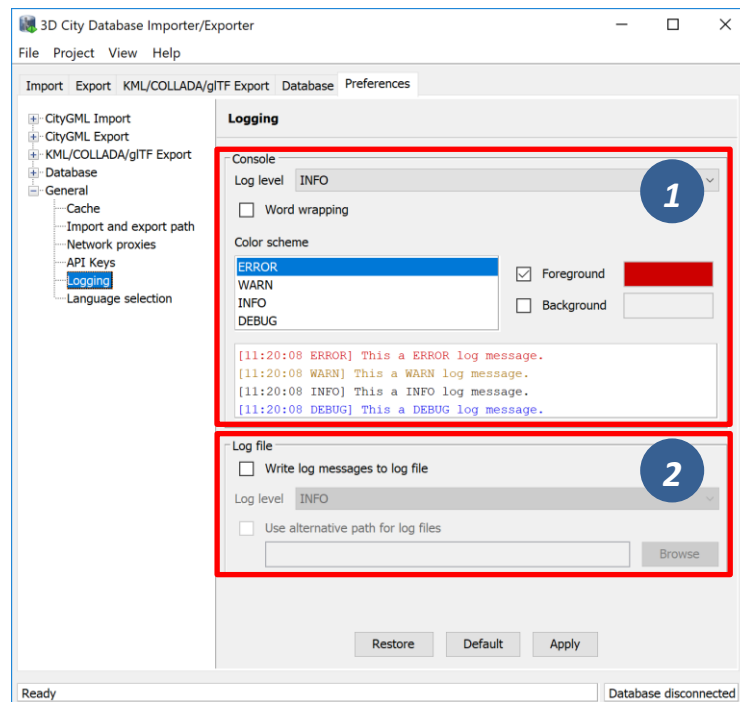 3D City Database Importer/Exporter
File Project View Help
Import Export KML/COLLADA/glTF Export Database Preferences
CityGML Import
CityGML Export
KML/COLLADA/glTF Export
Database
General
Cache
Import and export path
Network proxies
API Keys
Logging
Language selection
Logging
Console
Log level INFO
1
Word wrapping
Color scheme
ERROR
WARN
INFO
DEBUG
Foreground
Background
[11:20:08 ERROR] This a ERROR log message.
[11:20:08 WARN] This a WARN log message.
[11:20:08 INFO] This a INFO log message.
[11:20:08 DEBUG] This a DEBUG log message.
Log file
Write log messages to log file
2
Log level INFO
Use alternative path for log files
Browse
Restore Default Apply
Ready Database disconnected